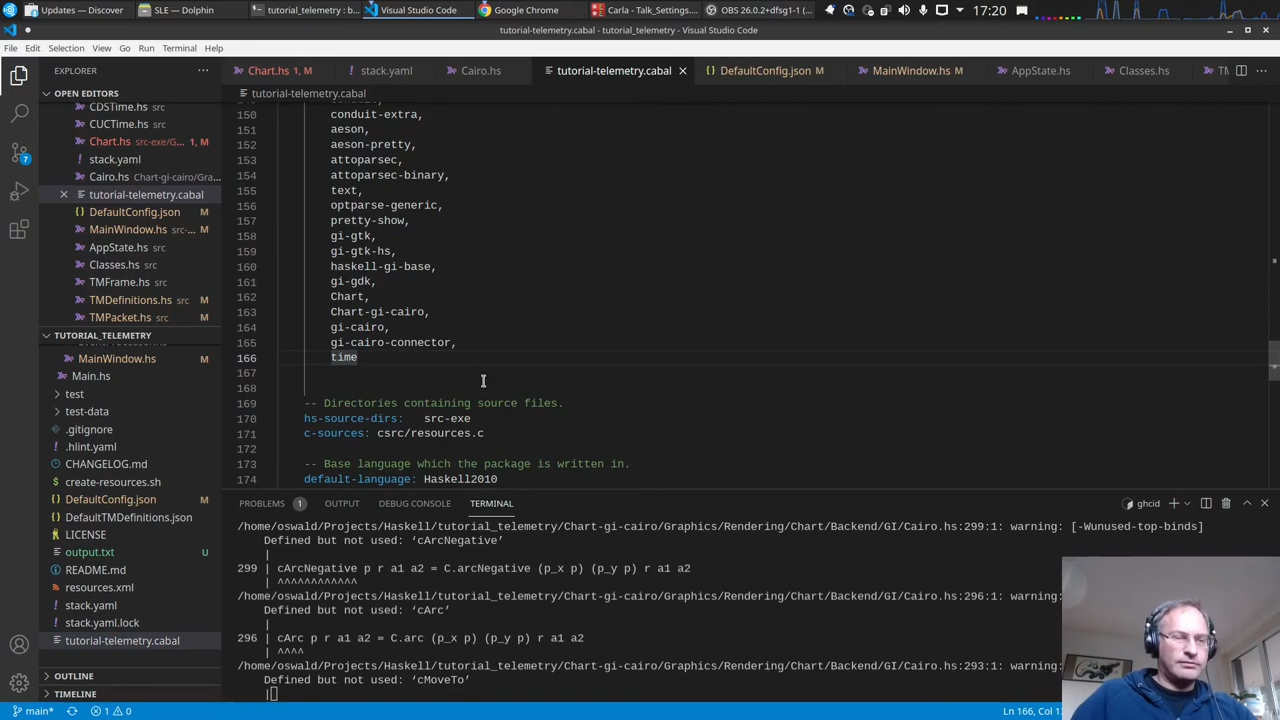 Updates — Discover
SLE — Dolphin
tutorial_telemetry : b...
Visual Studio Code
Google Chrome
Carla - Talk_Settings....
OBS 26.0.2+dfsg1-1 (...
17:20
tutorial-telemetry.cabal - tutorial_telemetry - Visual Studio Code
File Edit Selection View Go Run Terminal Help
EXPLORER
OPEN EDITORS
CDSTime.hs src
CUCTime.hs src
Chart.hs src-exe/G... 1, M
stack.yaml
Cairo.hs Chart-gi-cairo/Gra...
tutorial-telemetry.cabal
DefaultConfig.json M
MainWindow.hs src-... M
AppState.hs src
Classes.hs src
TMFrame.hs src
TMDefinitions.hs src M
TMPacket.hs src M
TUTORIAL_TELEMETRY
MainWindow.hs M
Main.hs
test
test-data
.gitignore
.hlint.yaml
CHANGELOG.md
create-resources.sh
DefaultConfig.json M
DefaultTMDefinitions.json
LICENSE
output.txt U
README.md
resources.xml
stack.yaml
stack.yaml.lock
tutorial-telemetry.cabal
OUTLINE
TIMELINE
7
Chart.hs 1, M
stack.yaml
Cairo.hs
tutorial-telemetry.cabal
DefaultConfig.json M
MainWindow.hs M
AppState.hs
Classes.hs
tutorial-telemetry.cabal
150 conduit-extra,
151 aeson,
152 aeson-pretty,
153 attoparsec,
154 attoparsec-binary,
155 text,
156 optparse-generic,
157 pretty-show,
158 gi-gtk,
159 gi-gtk-hs,
160 haskell-gi-base,
161 gi-gdk,
162 Chart,
163 Chart-gi-cairo,
164 gi-cairo,
165 gi-cairo-connector,
166 time
167
168
169 -- Directories containing source files.
170 hs-source-dirs: src-exe
171 c-sources: csrc/resources.c
172
173 -- Base language which the package is written in.
174 default-language: Haskell2010
PROBLEMS 1 OUTPUT DEBUG CONSOLE TERMINAL
ghcid
/home/oswald/Projects/Haskell/tutorial_telemetry/Chart-gi-cairo/Graphics/Rendering/Chart/Backend/GI/Cairo.hs:299:1: warning: [-Wunused-top-binds]
Defined but not used: ‘cArcNegative’
|
299 | cArcNegative p r a1 a2 = C.arcNegative (p_x p) (p_y p) r a1 a2
| ^^^^^^^^^^^^
/home/oswald/Projects/Haskell/tutorial_telemetry/Chart-gi-cairo/Graphics/Rendering/Chart/Backend/GI/Cairo.hs:296:1: warning:
Defined but not used: ‘cArc’
|
296 | cArc p r a1 a2 = C.arc (p_x p) (p_y p) r a1 a2
| ^^^^
/home/oswald/Projects/Haskell/tutorial_telemetry/Chart-gi-cairo/Graphics/Rendering/Chart/Backend/GI/Cairo.hs:293:1: warning:
Defined but not used: ‘cMoveTo’
|
main* 1 0
Ln 166, Col 1